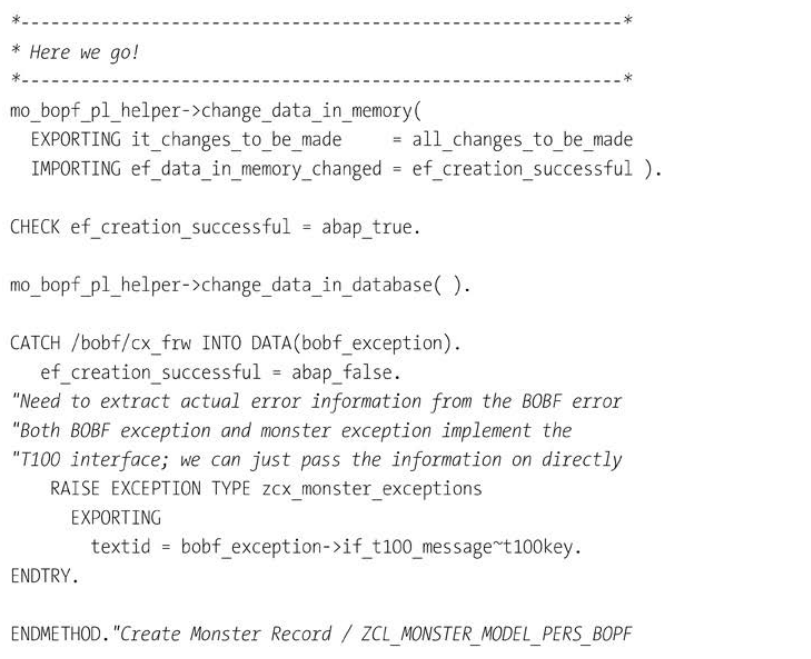 *------------------------------------------------------------*
* Here we go!
*------------------------------------------------------------*
mo_bopf_pl_helper->change_data_in_memory(
  EXPORTING it_changes_to_be_made     = all_changes_to_be_made
  IMPORTING ef_data_in_memory_changed = ef_creation_successful ).

CHECK ef_creation_successful = abap_true.

mo_bopf_pl_helper->change_data_in_database( ).

CATCH /bobf/cx_frw INTO DATA(bobf_exception).
   ef_creation_successful = abap_false.
"Need to extract actual error information from the BOBF error
"Both BOBF exception and monster exception implement the
"T100 interface; we can just pass the information on directly
    RAISE EXCEPTION TYPE zcx_monster_exceptions
      EXPORTING
        textid = bobf_exception->if_t100_message~t100key.
ENDTRY.

ENDMETHOD."Create Monster Record / ZCL_MONSTER_MODEL_PERS_BOPF